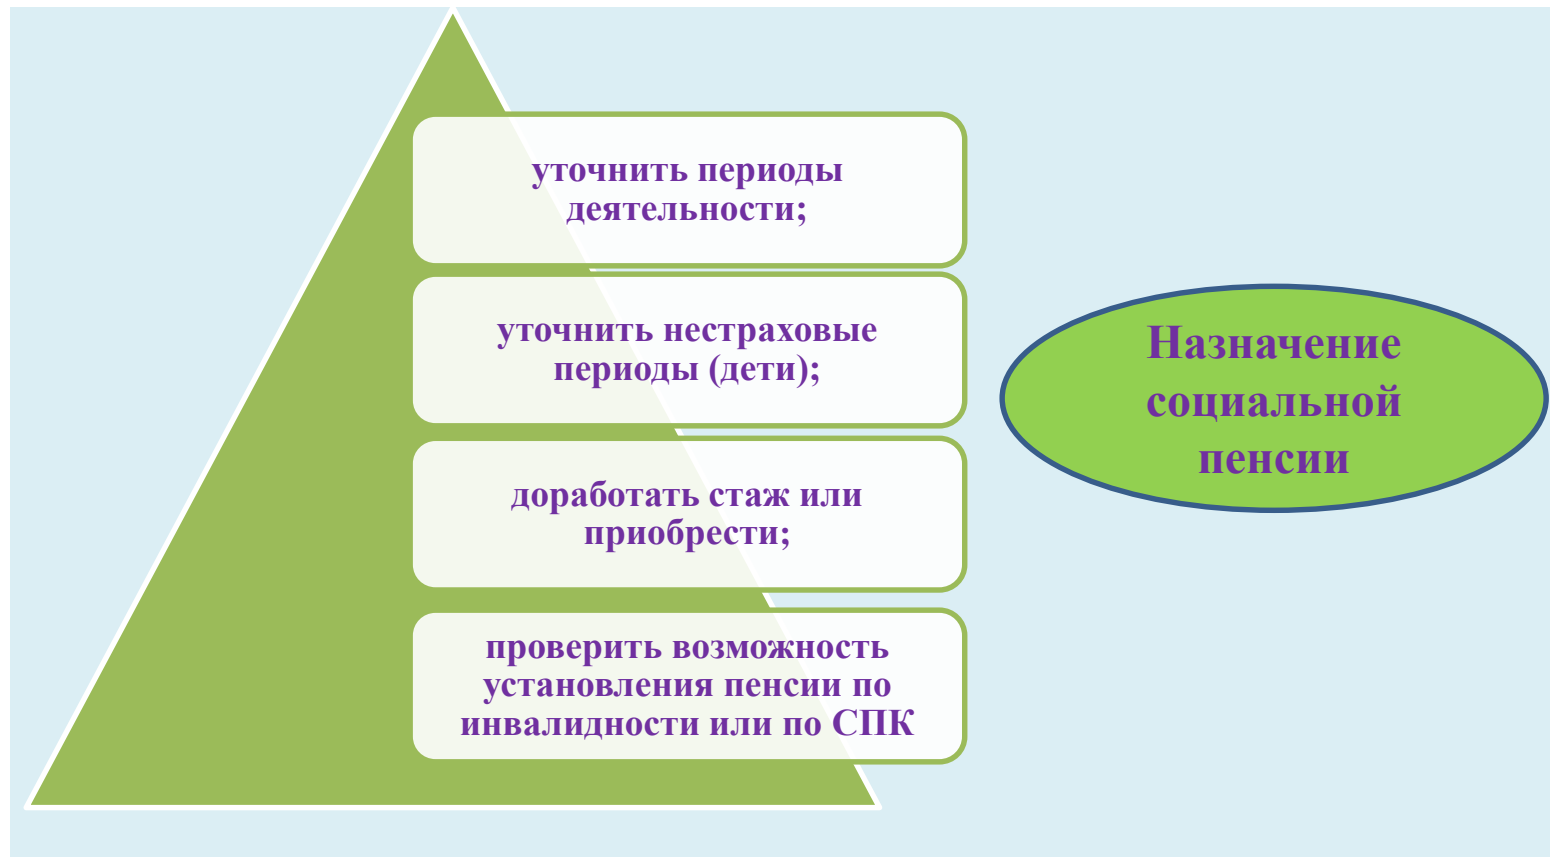 уточнить периоды
деятельности;
уточнить нестраховые
периоды (дети);
доработать стаж или
приобрести;
проверить возможность
установления пенсии по
инвалидности или по СПК
Назначение
социальной
пенсии